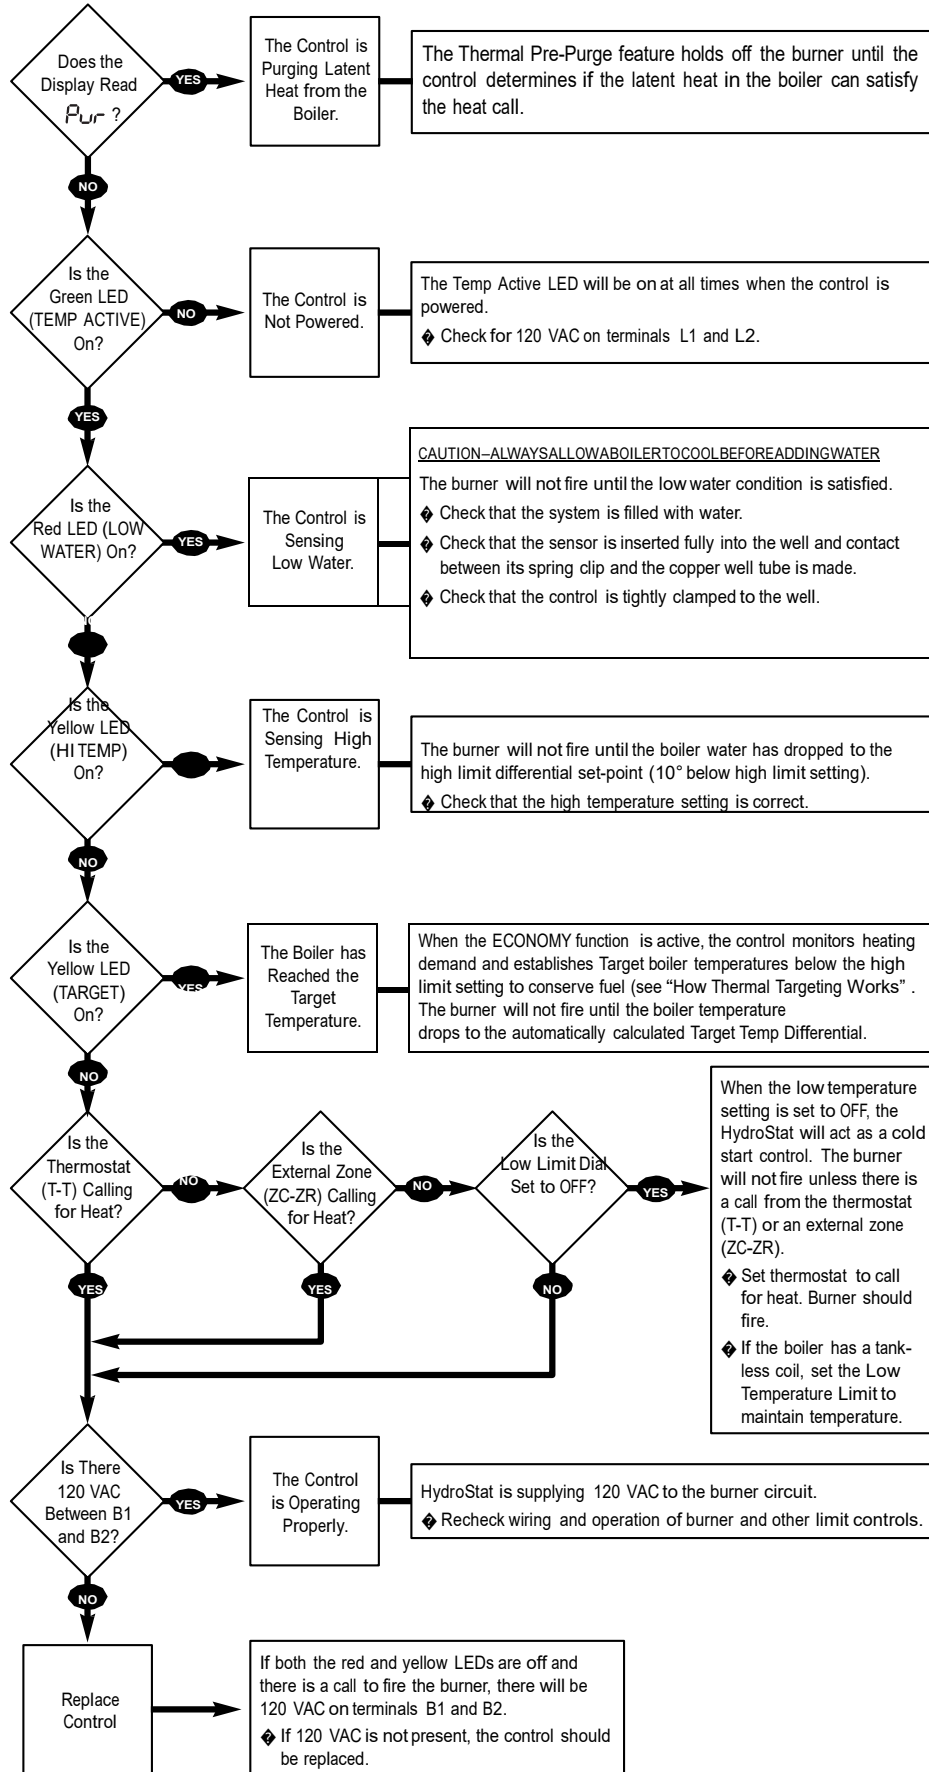 Does the
Display Read
Pur ?
YES
The Control is
Purging Latent
Heat from the
Boiler.
The Thermal Pre-Purge feature holds off the burner until the
control determines if the latent heat in the boiler can satisfy
the heat call.
NO
Is the
Green LED
(TEMP ACTIVE)
On?
NO
The Control is
Not Powered.
The Temp Active LED will be on at all times when the control is
powered.
� Check for 120 VAC on terminals L1 and L2.
YES
Is the
Red LED (LOW
WATER) On?
YES
The Control is
Sensing
Low Water.
CAUTION–ALWAYSALLOWABOILERTOCOOLBEFOREADDINGWATER
The burner will not fire until the low water condition is satisfied.
� Check that the system is filled with water.
� Check that the sensor is inserted fully into the well and contact
between its spring clip and the copper well tube is made.
� Check that the control is tightly clamped to the well.
Is the
Yellow LED
(HI TEMP)
On?
The Control is
Sensing High
Temperature.
The burner will not fire until the boiler water has dropped to the
high limit differential set-point (10° below high limit setting).
� Check that the high temperature setting is correct.
NO
Is the
Yellow LED
(TARGET)
On?
YES
The Boiler has
Reached the
Target
Temperature.
When the ECONOMY function is active, the control monitors heating
demand and establishes Target boiler temperatures below the high
limit setting to conserve fuel (see “How Thermal Targeting Works” .
The burner will not fire until the boiler temperature
drops to the automatically calculated Target Temp Differential.
NO
Is the
Thermostat
(T-T) Calling
for Heat?
NO
Is the
External Zone
(ZC-ZR) Calling
for Heat?
NO
Is the
Low Limit Dial
Set to OFF?
YES
When the low temperature
setting is set to OFF, the
HydroStat will act as a cold
start control. The burner
will not fire unless there is
a call from the thermostat
(T-T) or an external zone
(ZC-ZR).
� Set thermostat to call
for heat. Burner should
fire.
� If the boiler has a tank-
less coil, set the Low
Temperature Limit to
maintain temperature.
YES
YES
NO
Is There
120 VAC
Between B1
and B2?
YES
The Control
is Operating
Properly.
HydroStat is supplying 120 VAC to the burner circuit.
� Recheck wiring and operation of burner and other limit controls.
NO
Replace
Control
If both the red and yellow LEDs are off and
there is a call to fire the burner, there will be
120 VAC on terminals B1 and B2.
� If 120 VAC is not present, the control should
be replaced.